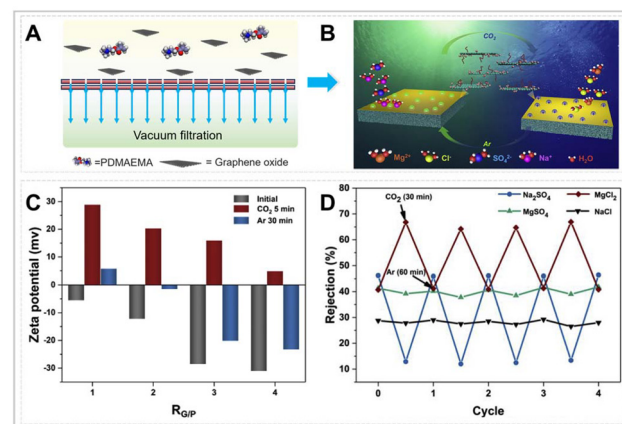 A
Vacuum filtration
=PDMAEMA
= Graphene oxide
B
CO₂
Ar
Mg²⁺
Cl⁻
SO₄²⁻
Na⁺
H₂O
C
Initial
CO₂ 5 min
Ar 30 min
Zeta potential (mv)
30
20
10
0
-10
-20
-30
1
2
3
4
R_G/P
D
CO₂ (30 min)
Na₂SO₄
MgCl₂
MgSO₄
NaCl
Ar (60 min)
Rejection (%)
80
70
60
50
40
30
20
10
0
1
2
3
4
Cycle